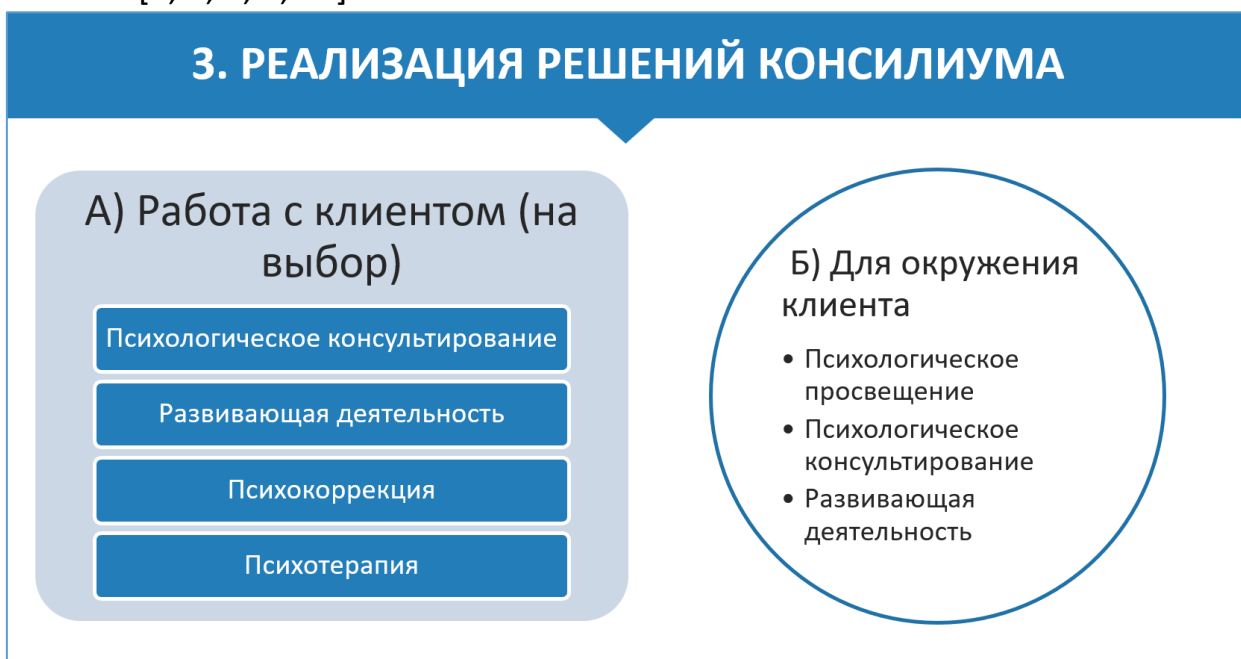 3. РЕАЛИЗАЦИЯ РЕШЕНИЙ КОНСИЛИУМА
А) Работа с клиентом (на
выбор)
Психологическое консультирование
Развивающая деятельность
Психокоррекция
Психотерапия
Б) Для окружения
клиента
• Психологическое
просвещение
• Психологическое
консультирование
• Развивающая
деятельность